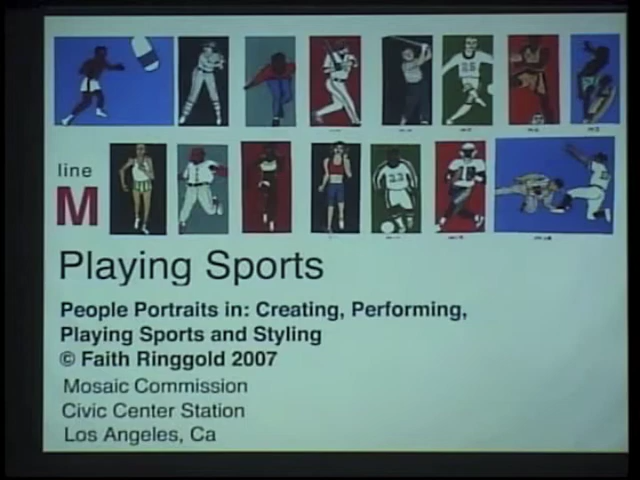 line
M
Playing Sports
People Portraits in: Creating, Performing,
Playing Sports and Styling
© Faith Ringgold 2007
Mosaic Commission
Civic Center Station
Los Angeles, Ca